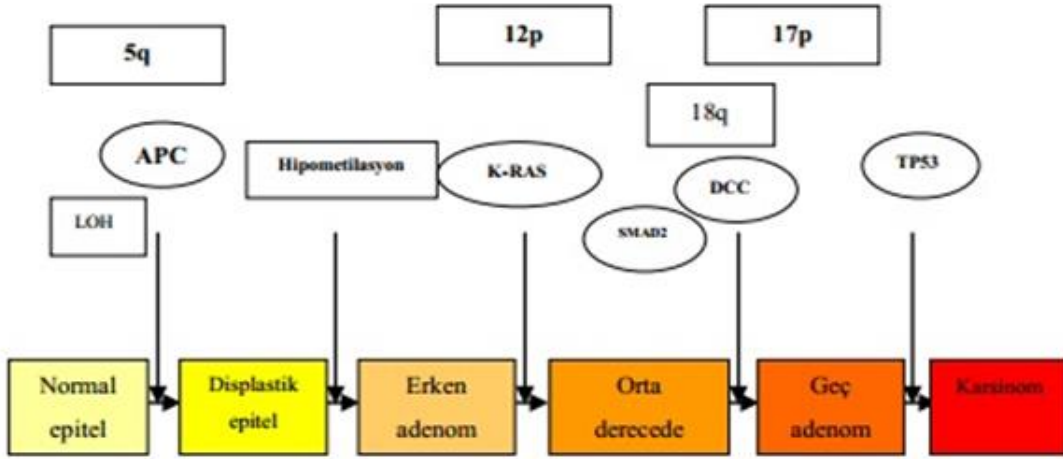 5q
12p
17p
18q
APC
Hipometilasyon
K-RAS
DCC
TP53
LOH
SMAD2
Normal
epitel
Displastik
epitel
Erken
adenom
Orta
derecede
Geç
adenom
Karsinom